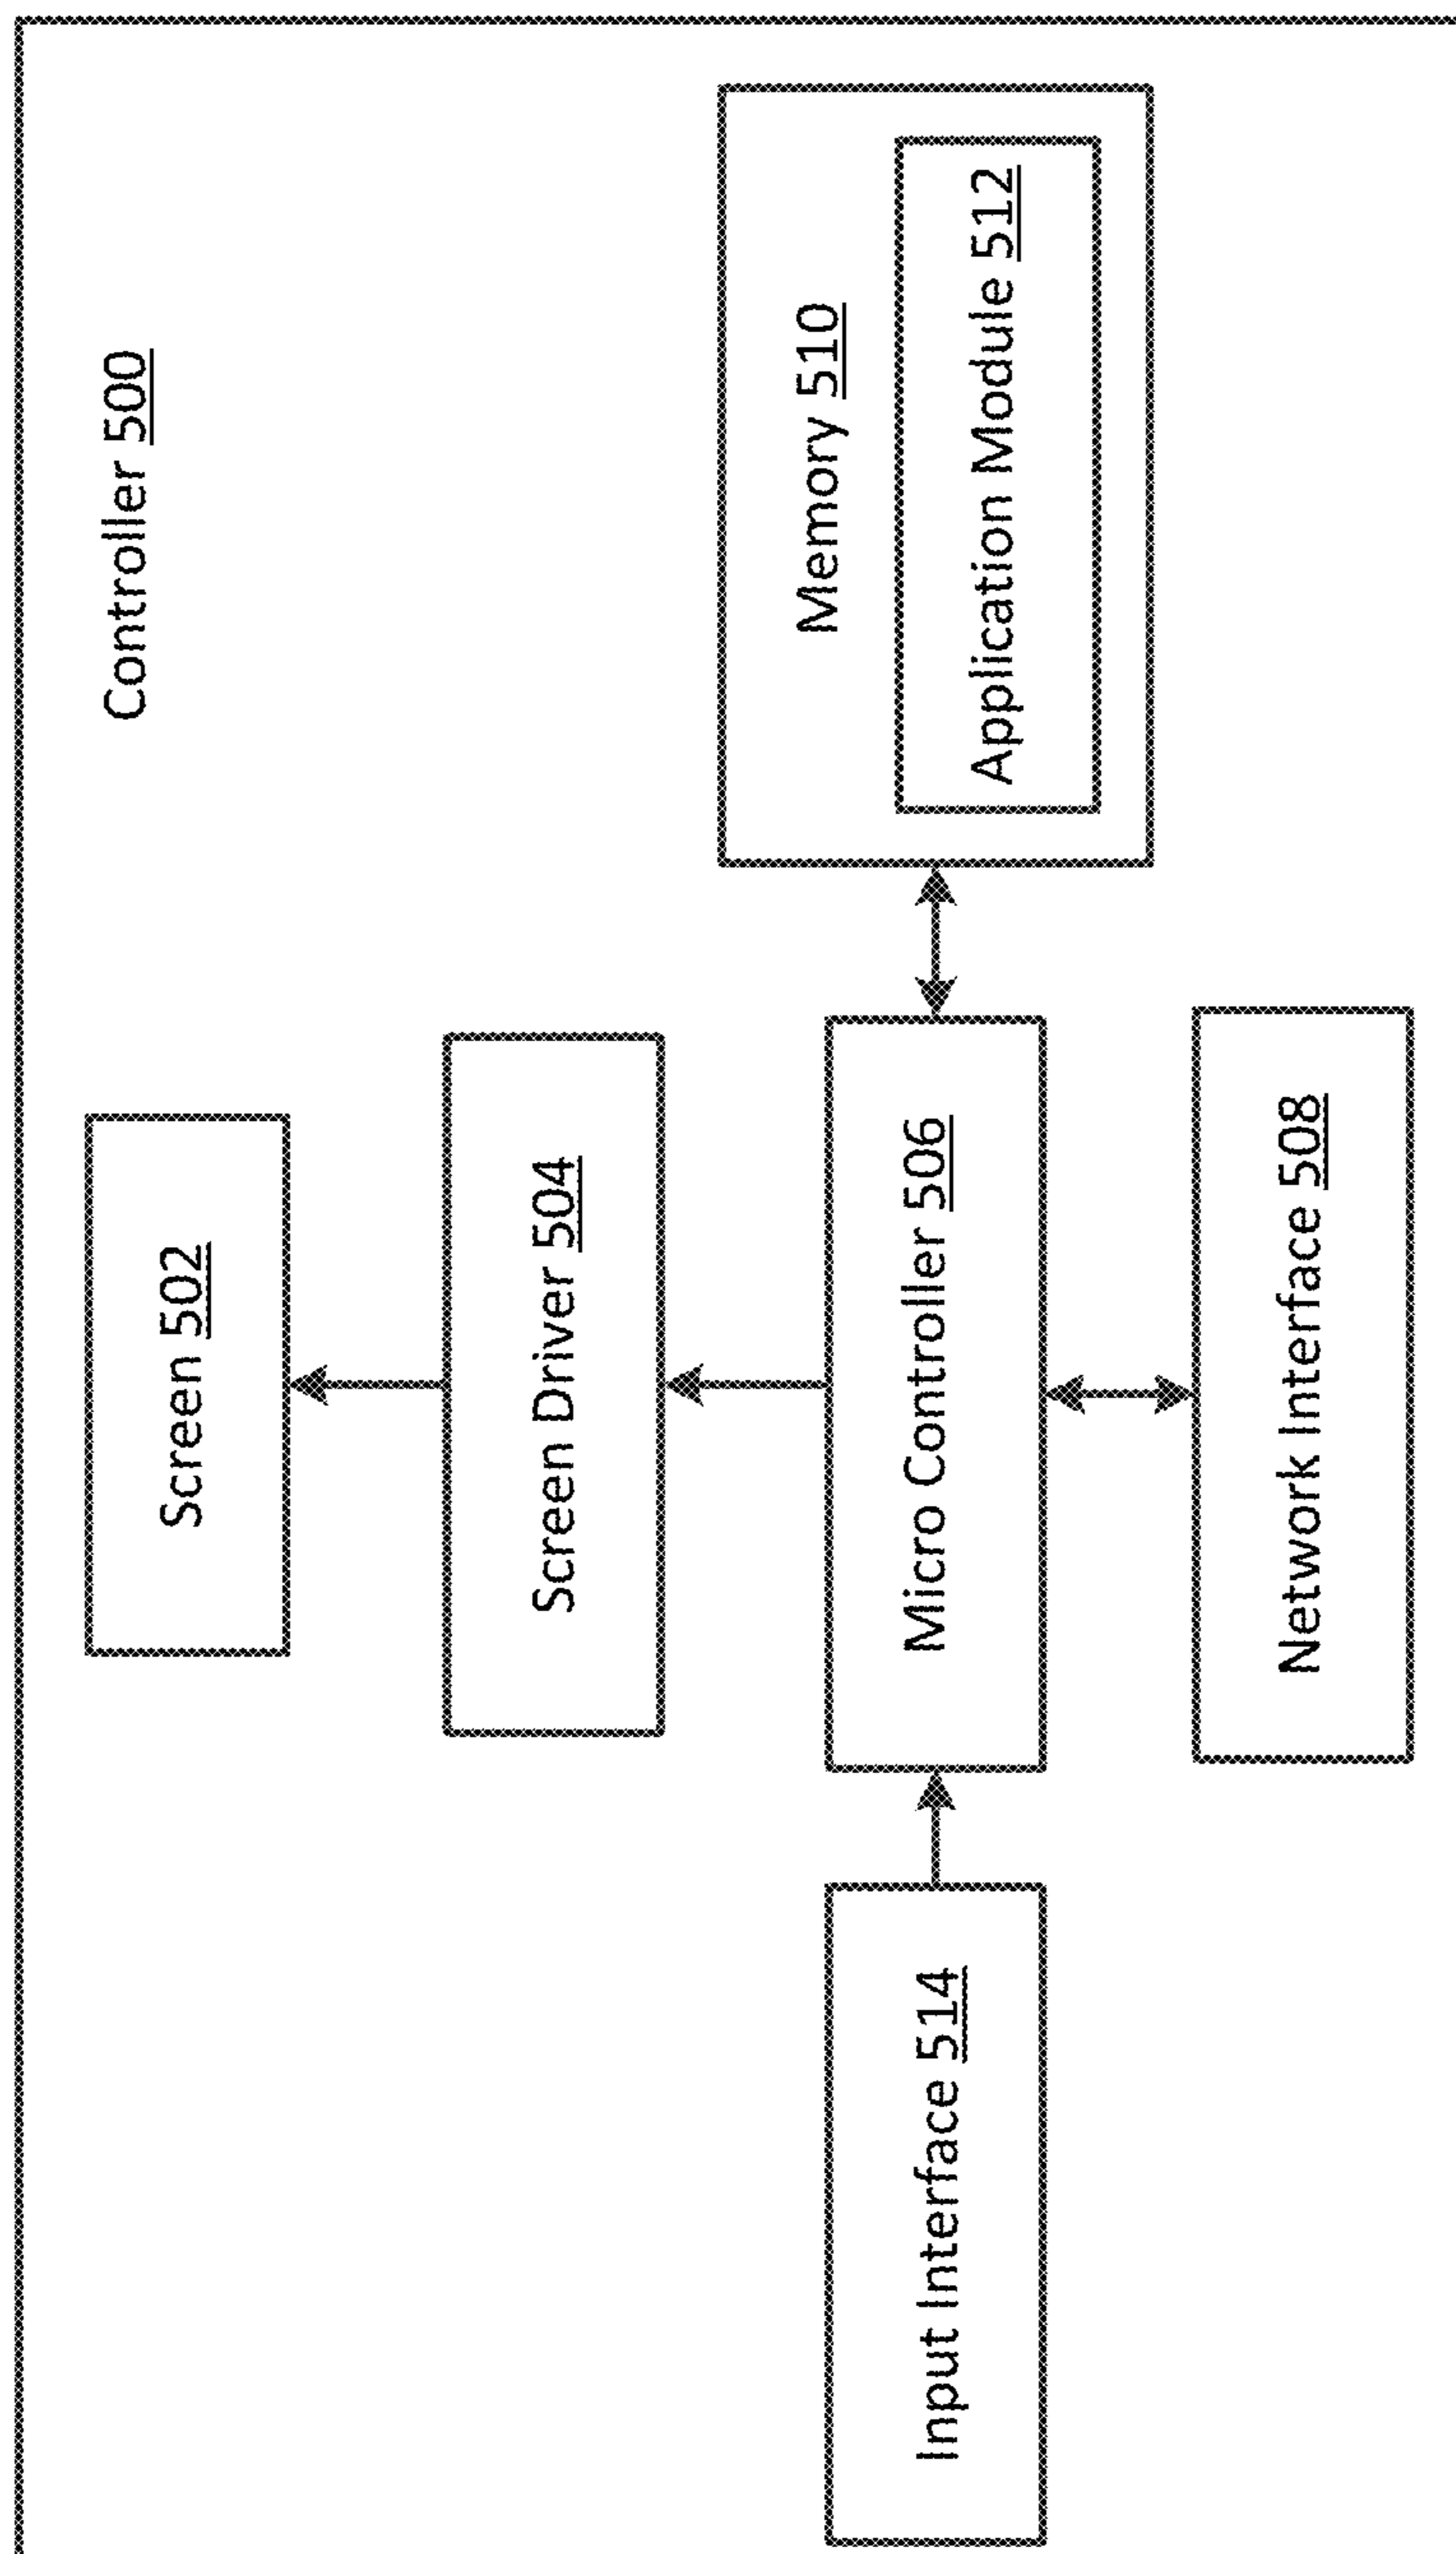 Controller 500
Screen 502
Screen Driver 504
Input Interface 514
Micro Controller 506
Memory 510
Application Module 512
Network Interface 508